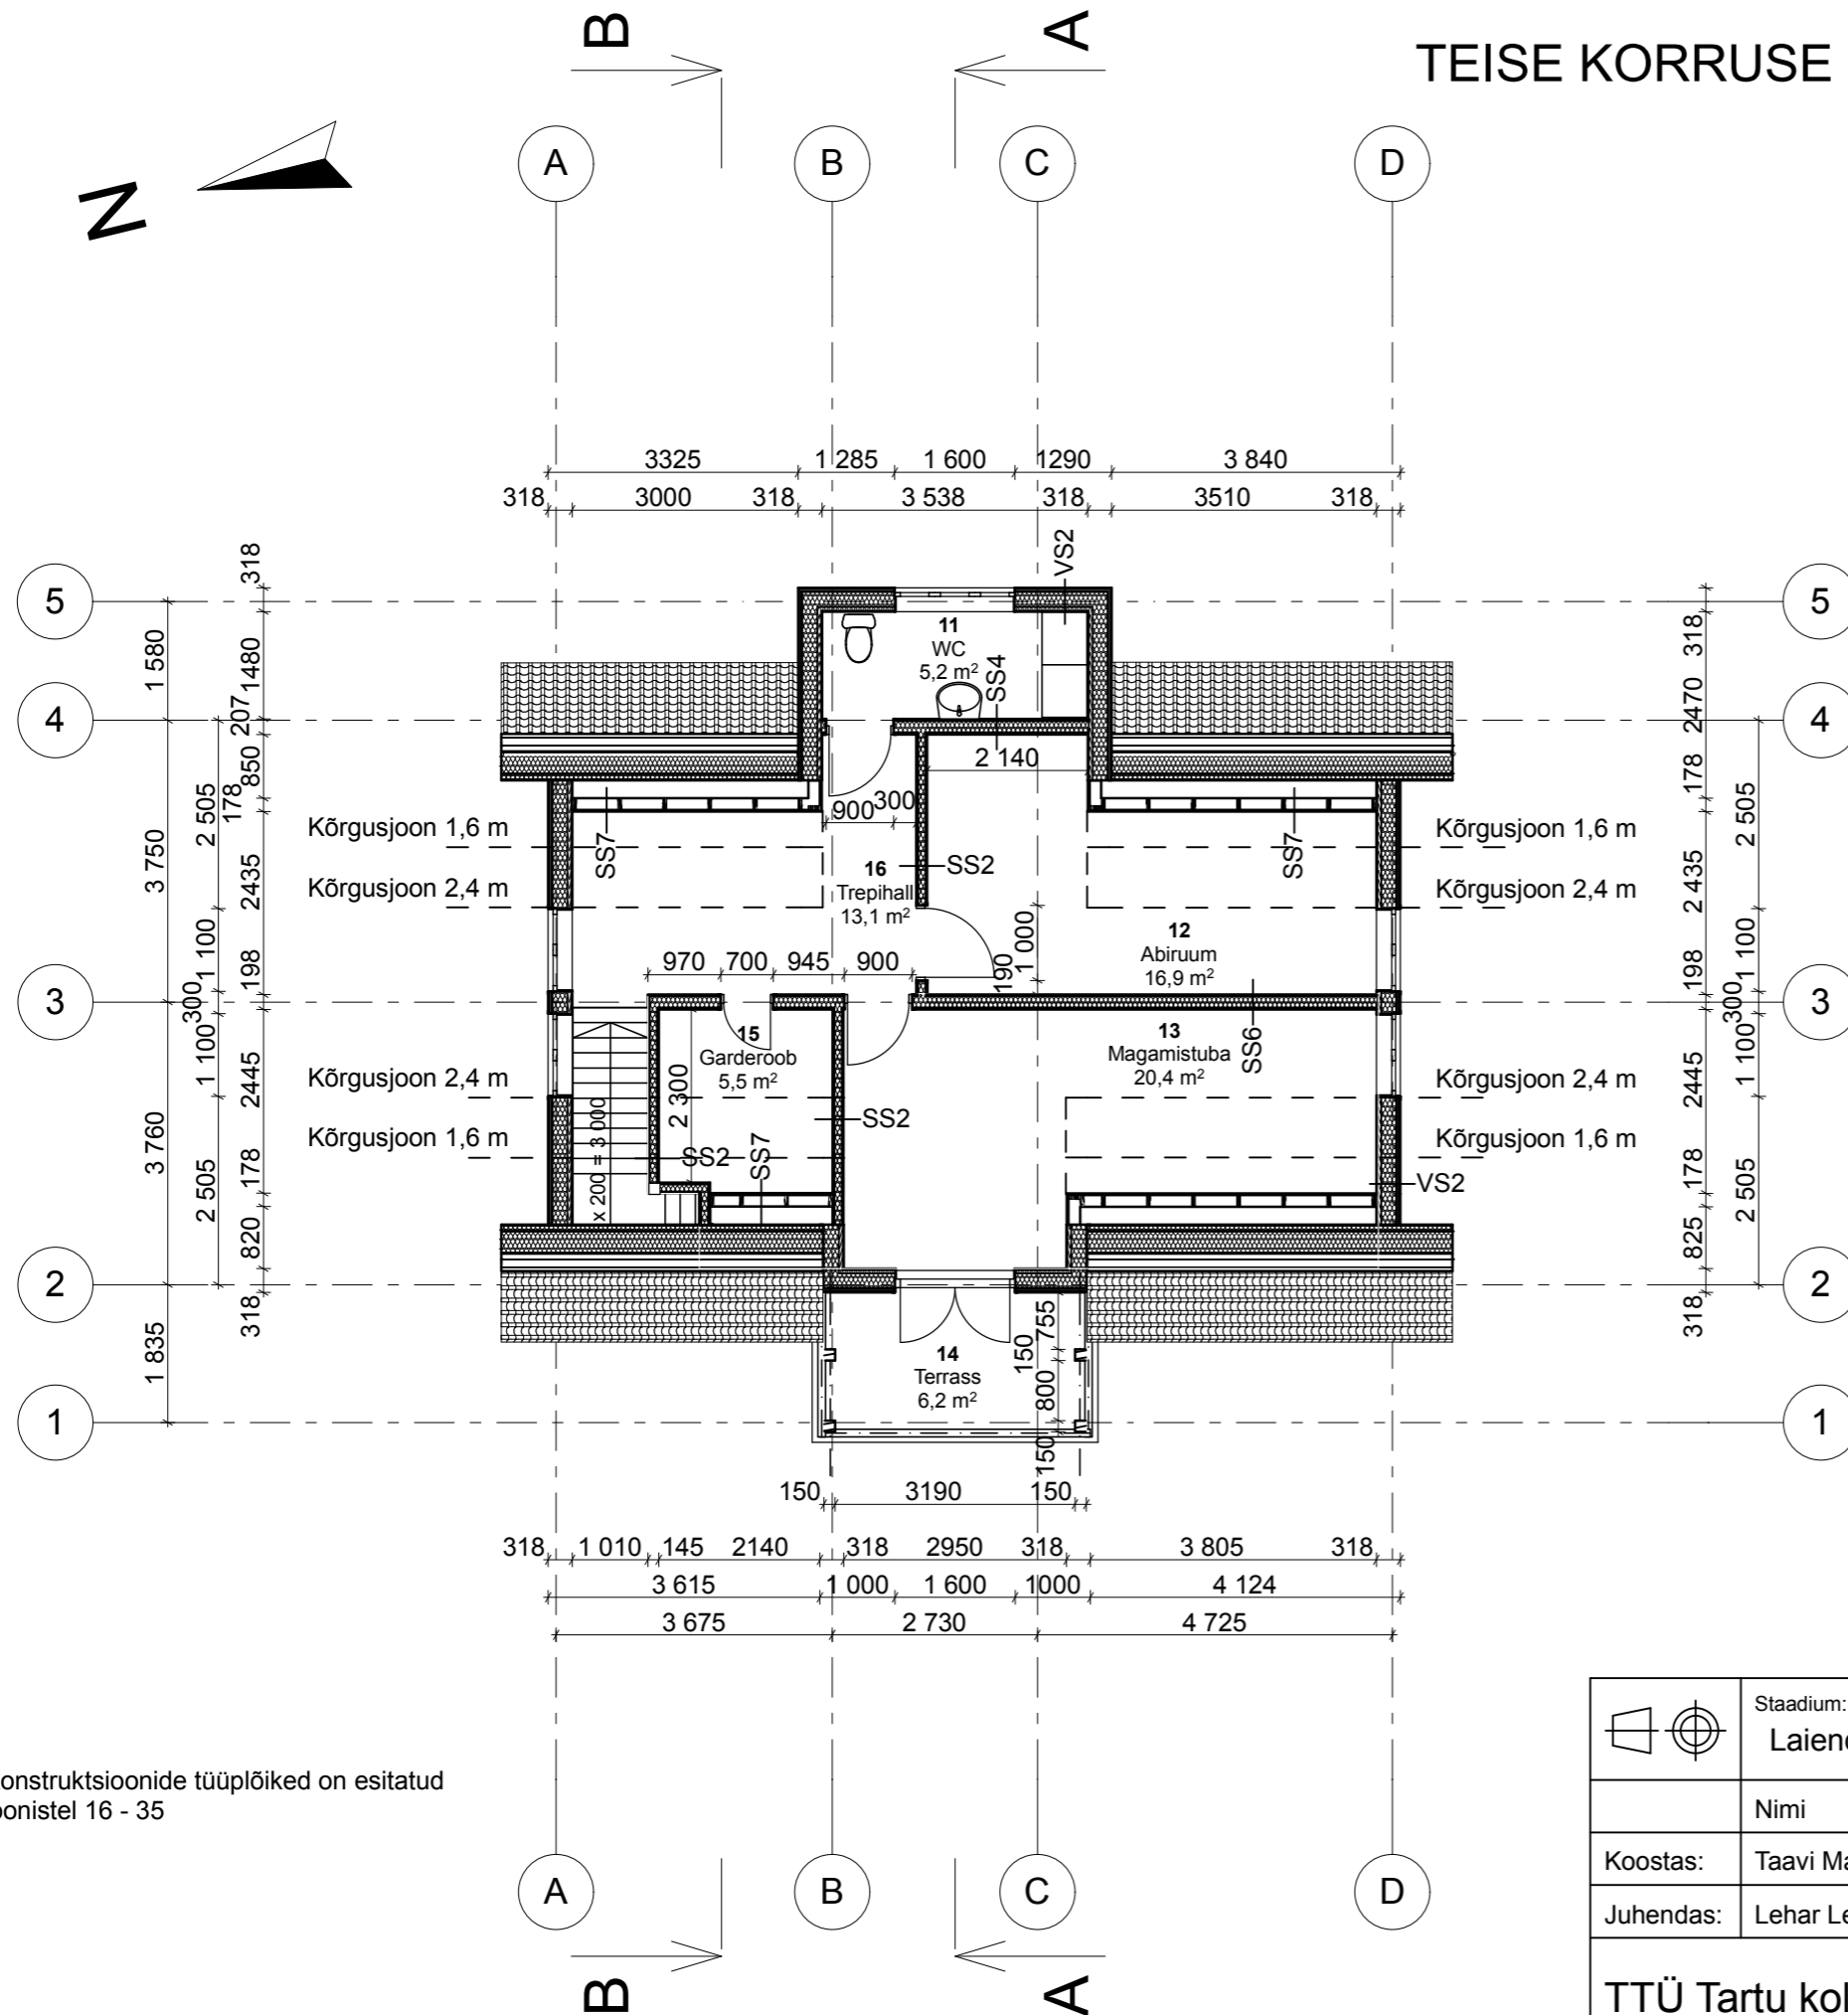 B
A
TEISE KORRUSE
N
A
B
C
D
3325
1 285
1 600
1290
3 840
318
3000
318
3 538
318
3510
318
5
5
4
4
3
3
2
2
1
1
1 580
3 750
3 760
1 835
2 505
1 100
300
1 100
2 505
318
1480
207
850
178
2435
198
2445
178
820
318
318
2470
178
2 435
198
2445
178
825
318
2 505
1 100
300
1 100
2 505
VS2
11
WC
5,2 m²
SS4
2 140
900
300
Kõrgusjoon 1,6 m
Kõrgusjoon 1,6 m
SS7
SS7
SS2
16
Trepihall
13,1 m²
Kõrgusjoon 2,4 m
Kõrgusjoon 2,4 m
12
Abiruum
16,9 m²
1 000
190
970
700
945
900
15
Garderoob
5,5 m²
13
Magamistuba
20,4 m²
SS6
Kõrgusjoon 2,4 m
Kõrgusjoon 2,4 m
2 300
SS2
x 200 = 3 000
Kõrgusjoon 1,6 m
Kõrgusjoon 1,6 m
SS2
SS7
VS2
14
Terrass
6,2 m²
755
150
800
150
150
3190
150
318
1 010
145
2140
318
2950
318
3 805
318
3 615
1 000
1 600
1000
4 124
3 675
2 730
4 725
onstruktsioonide tüüplõiked on esitatud
onistel 16 - 35
A
B
C
D
B
A
Staadium:
Laien
Nimi
Koostas:
Taavi Ma
Juhendas:
Lehar Le
TTÜ Tartu kol